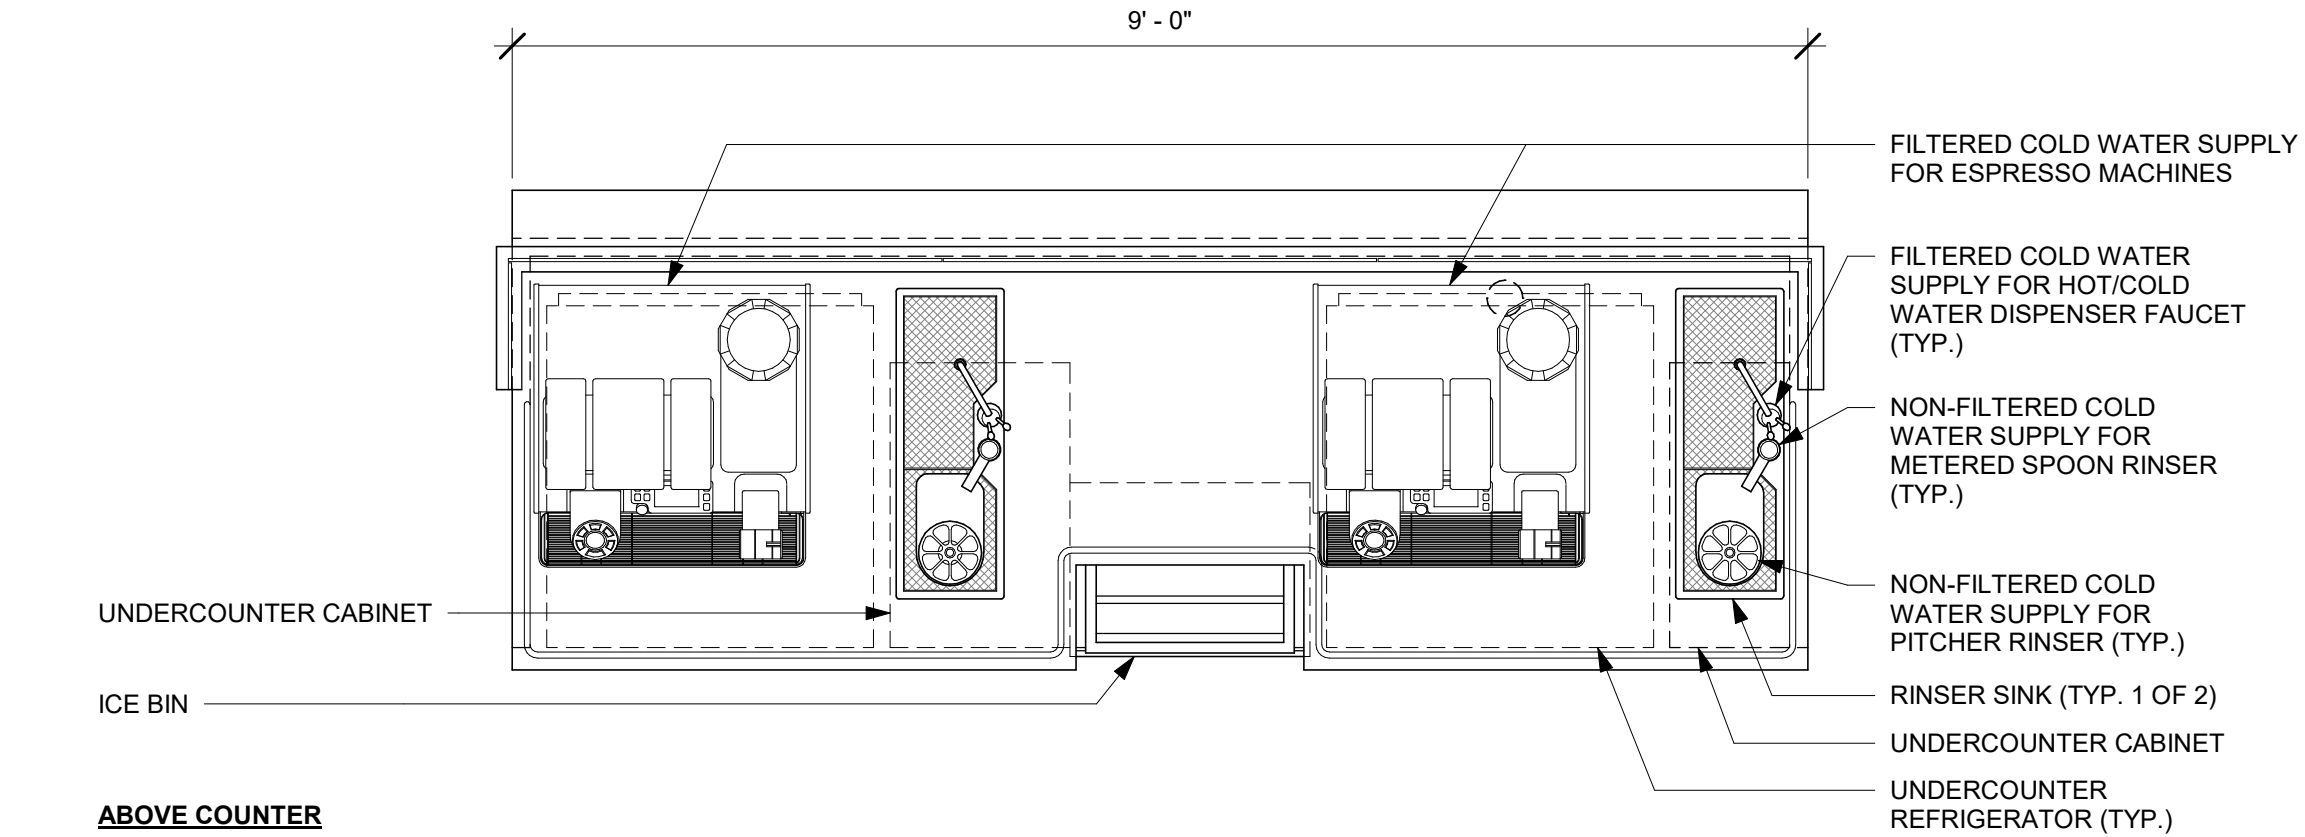 9' - 0"
FILTERED COLD WATER SUPPLY
FOR ESPRESSO MACHINES
FILTERED COLD WATER
SUPPLY FOR HOT/COLD
WATER DISPENSER FAUCET
(TYP.)
NON-FILTERED COLD
WATER SUPPLY FOR
METERED SPOON RINSER
(TYP.)
NON-FILTERED COLD
WATER SUPPLY FOR
PITCHER RINSER (TYP.)
UNDERCOUNTER CABINET
ICE BIN
RINSER SINK (TYP. 1 OF 2)
UNDERCOUNTER CABINET
UNDERCOUNTER
REFRIGERATOR (TYP.)
ABOVE COUNTER